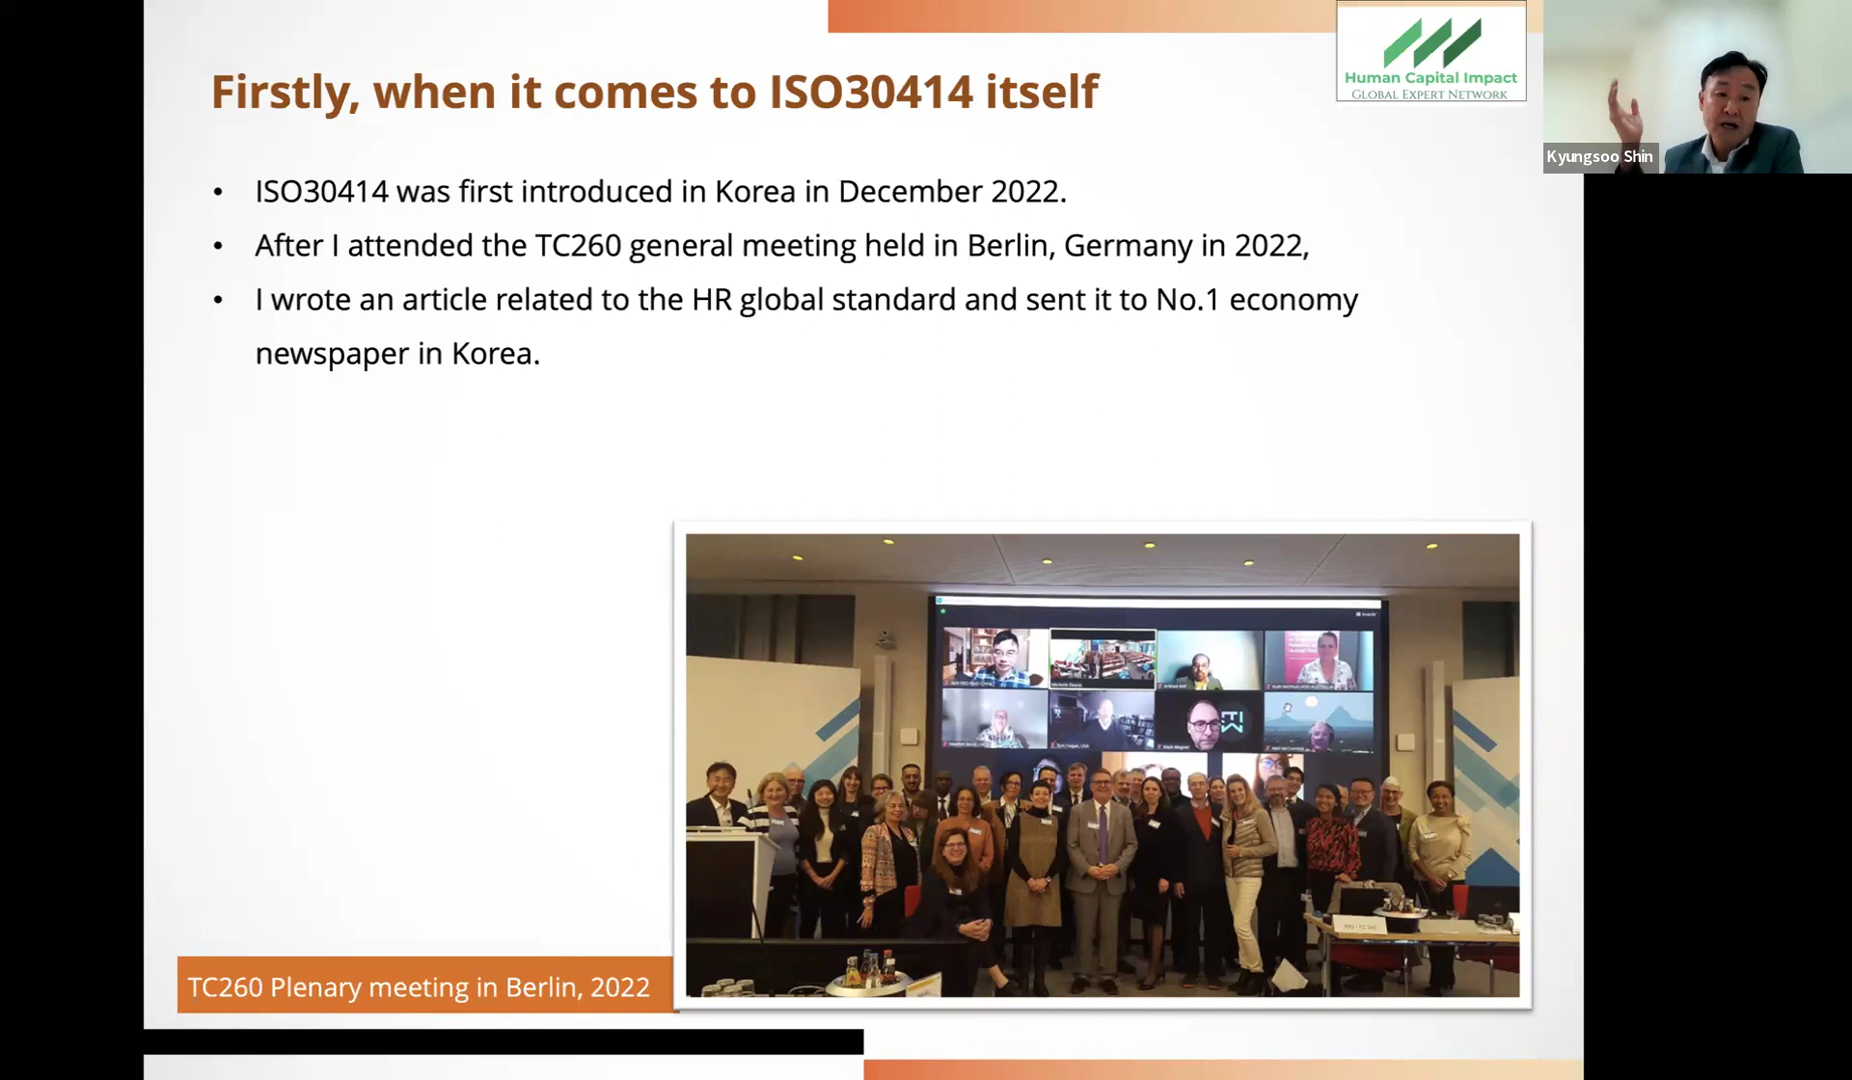 Firstly, when it comes to ISO30414 itself
Human Capital Impact
GLOBAL EXPERT NETWORK
Kyungsoo Shin
• ISO30414 was first introduced in Korea in December 2022.
• After I attended the TC260 general meeting held in Berlin, Germany in 2022,
• I wrote an article related to the HR global standard and sent it to No.1 economy
newspaper in Korea.
TC260 Plenary meeting in Berlin, 2022